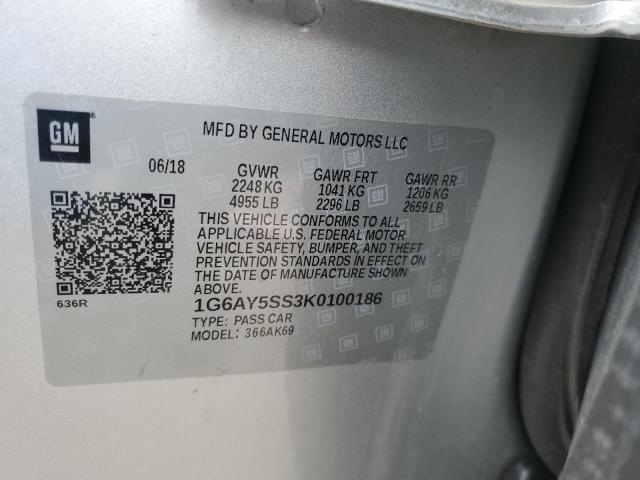 GM
MFD BY GENERAL MOTORS LLC
06/18 GVWR GAWR FRT GAWR RR
2248 KG 1041 KG 1206 KG
4955 LB 2296 LB 2659 LB
THIS VEHICLE CONFORMS TO ALL
APPLICABLE U.S. FEDERAL MOTOR
VEHICLE SAFETY, BUMPER, AND THEFT
PREVENTION STANDARDS IN EFFECT ON
THE DATE OF MANUFACTURE SHOWN ABOVE.
636R
1G6AY5SS3K0100186
TYPE: PASS CAR
MODEL: 366AK69